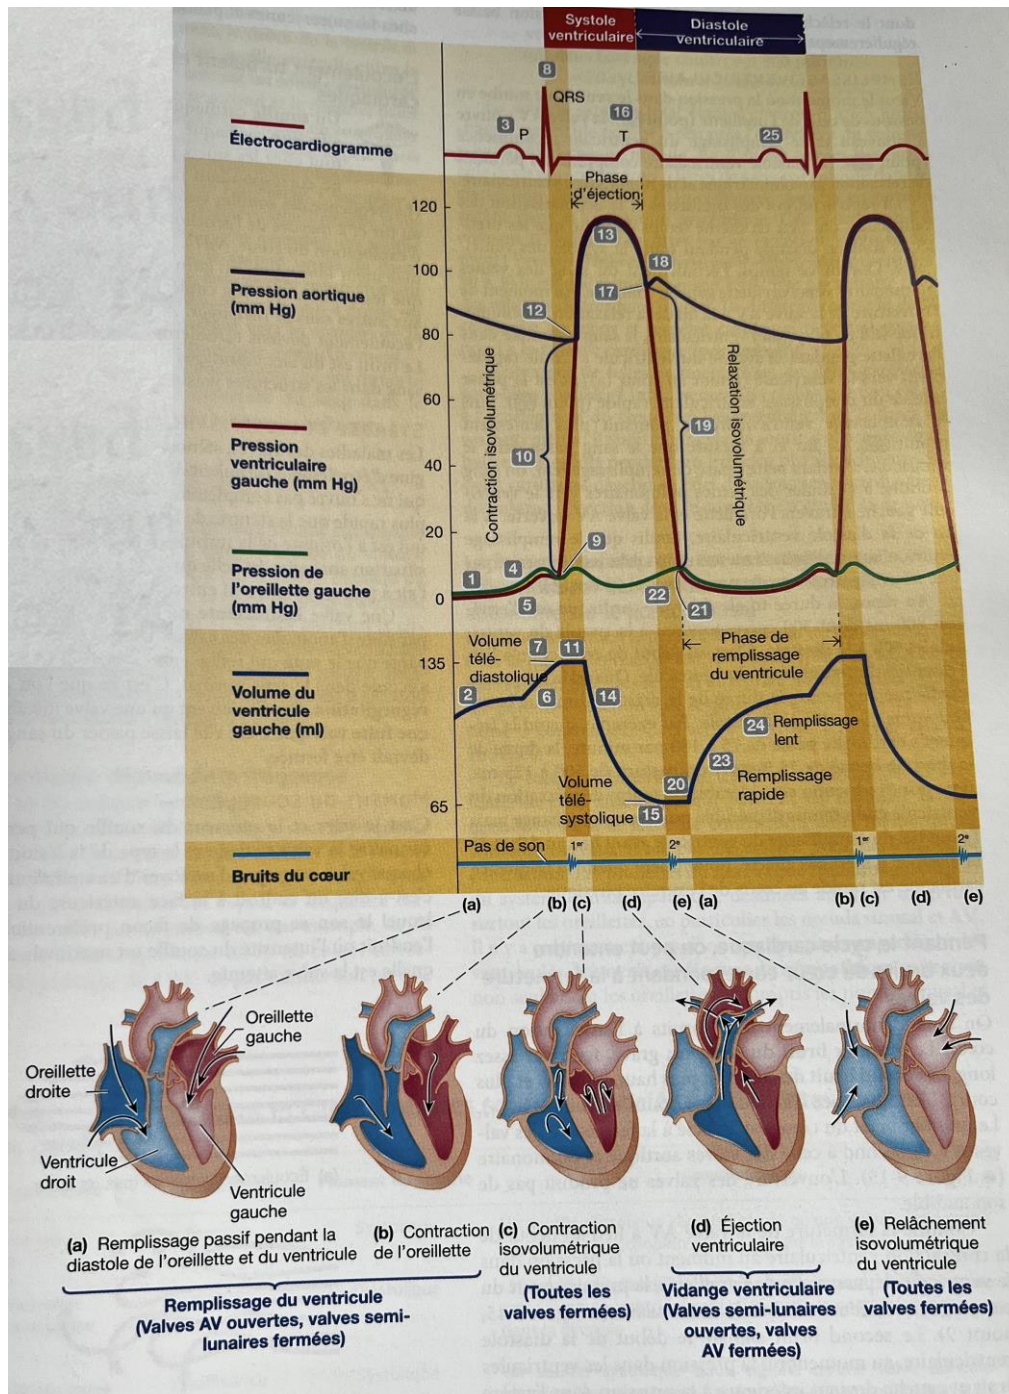 Systole
ventriculaire
Diastole
ventriculaire
8
QRS
3
P
16
T
25
Électrocardiogramme
Phase
d'éjection
120
100
80
60
40
20
0
13
18
17
12
Pression aortique
(mm Hg)
Contraction isovolumétrique
Relaxation isovolumétrique
10
19
Pression
ventriculaire
gauche (mm Hg)
9
Pression de
l'oreillette gauche
(mm Hg)
1
4
5
22
21
Volume
télé-
diastolique
7
11
Phase de
remplissage
du ventricule
135
Volume du
ventricule
gauche (ml)
2
6
14
24
Remplissage
lent
23
Remplissage
rapide
20
Volume
télé-
systolique
15
65
Bruits du cœur
Pas de son
1er
2e
1er
2e
(a)
(b)
(c)
(d)
(e)
(a)
(b)
(c)
(d)
(e)
Oreillette
gauche
Oreillette
droite
Ventricule
droit
Ventricule
gauche
(a) Remplissage passif pendant la
diastole de l'oreillette et du ventricule
(b) Contraction
de l'oreillette
Remplissage du ventricule
(Valves AV ouvertes, valves semi-
lunaires fermées)
(c) Contraction
isovolumétrique
du ventricule
(Toutes les
valves fermées)
(d) Éjection
ventriculaire
Vidange ventriculaire
(Valves semi-lunaires
ouvertes, valves
AV fermées)
(e) Relâchement
isovolumétrique
du ventricule
(Toutes les
valves fermées)